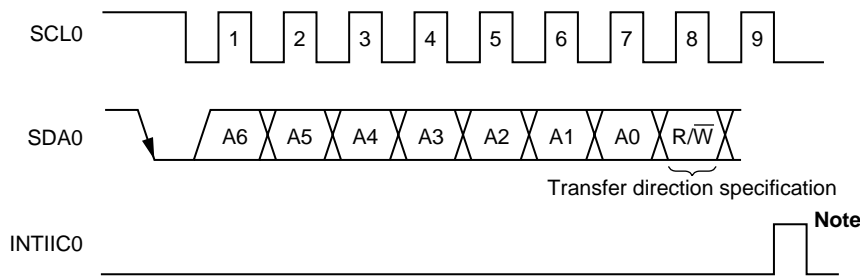 SCL0 1 2 3 4 5 6 7 8 9
SDA0 A6 A5 A4 A3 A2 A1 A0 R/W̅
Transfer direction specification
Note
INTIIC0